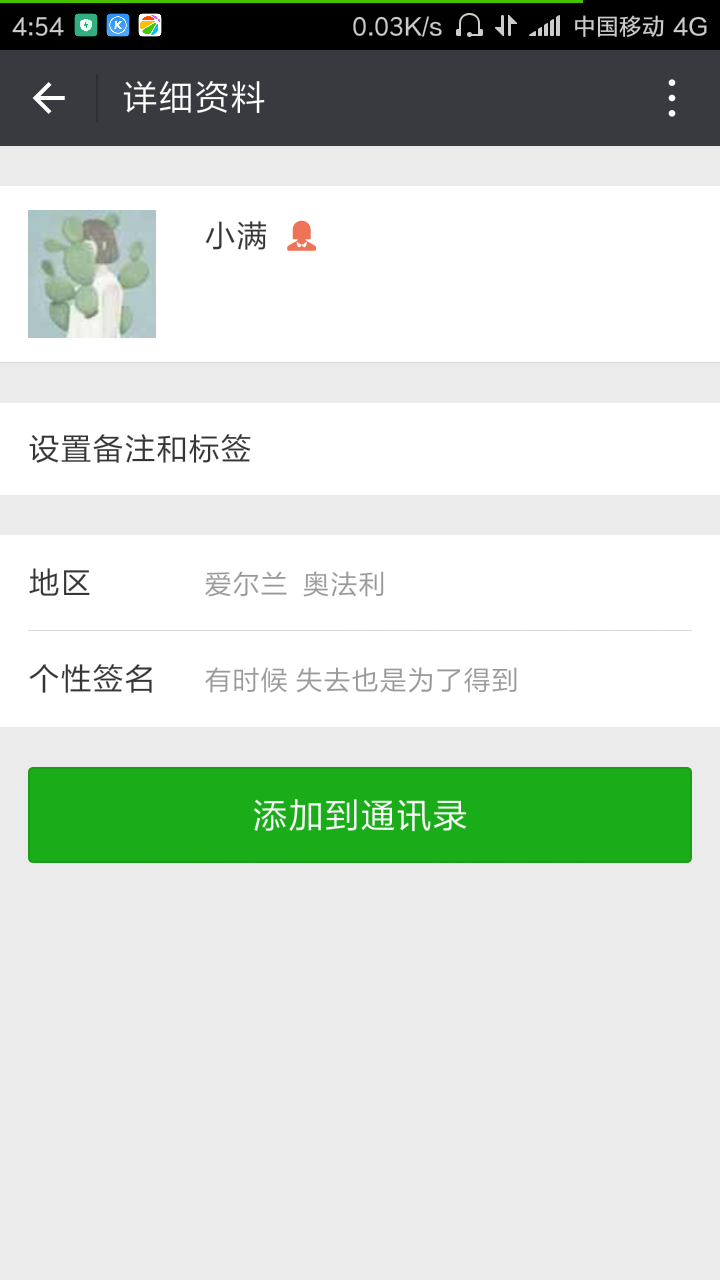 4:54 0.03K/s 中国移动 4G
详细资料
小满
设置备注和标签
地区 爱尔兰 奥法利
个性签名 有时候 失去也是为了得到
添加到通讯录